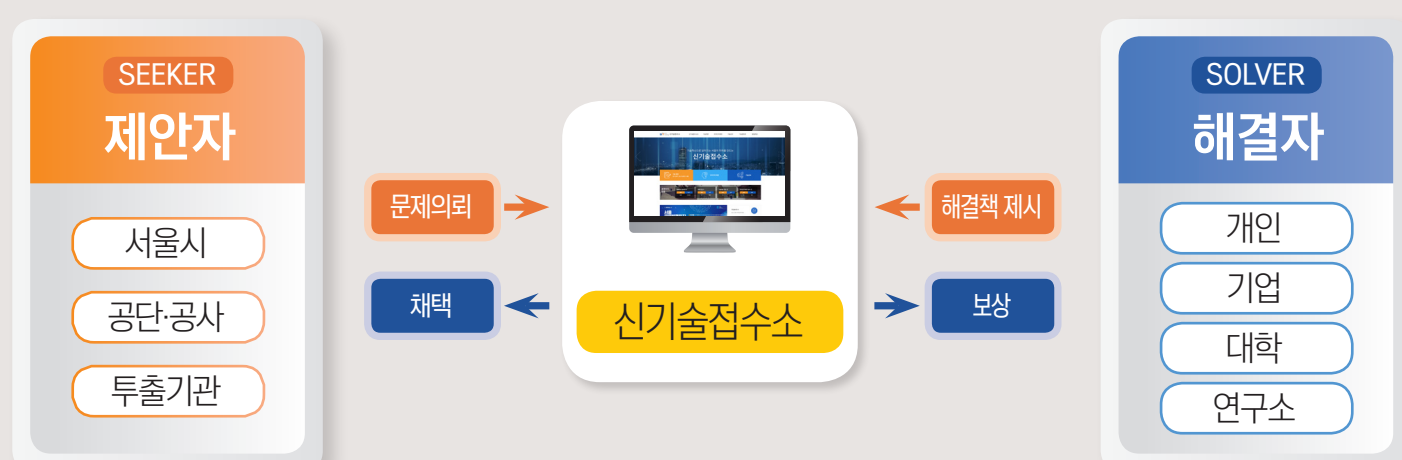 SEEKER
제안자
서울시
공단·공사
투출기관
문제의뢰
채택
신기술접수소
신기술접수소
해결책 제시
보상
SOLVER
해결자
개인
기업
대학
연구소